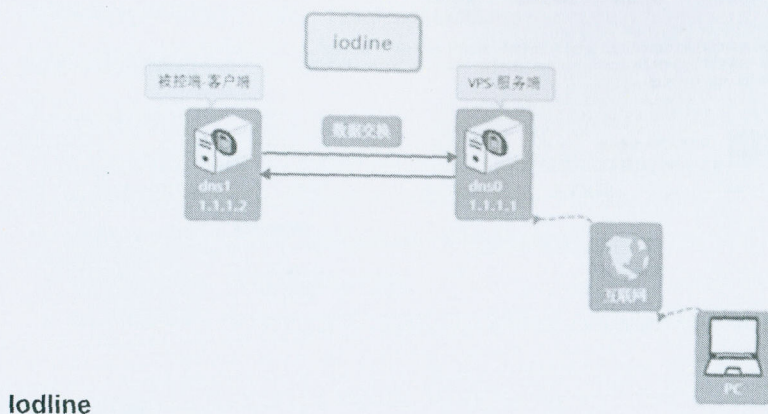 iodine
被控端-客户端
VPS-服务端
数据交换
dns1
1.1.1.2
dns0
1.1.1.1
互联网
PC
Iodline